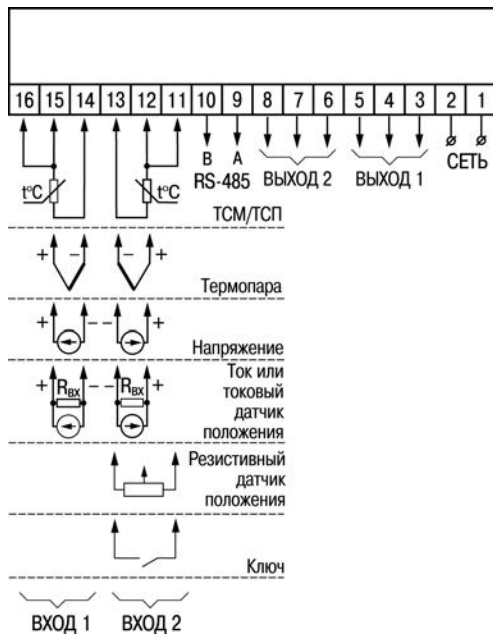 16 15 14 13 12 11 10 9 8 7 6 5 4 3 2 1
B A
RS-485 ВЫХОД 2 ВЫХОД 1 СЕТЬ
t°C t°C
ТСМ/ТСП
+ – – +
Термопара
+ – – +
Напряжение
+ Rвх – – Rвх +
Ток или
токовый
датчик
положения
Резистивный
датчик
положения
Ключ
ВХОД 1 ВХОД 2